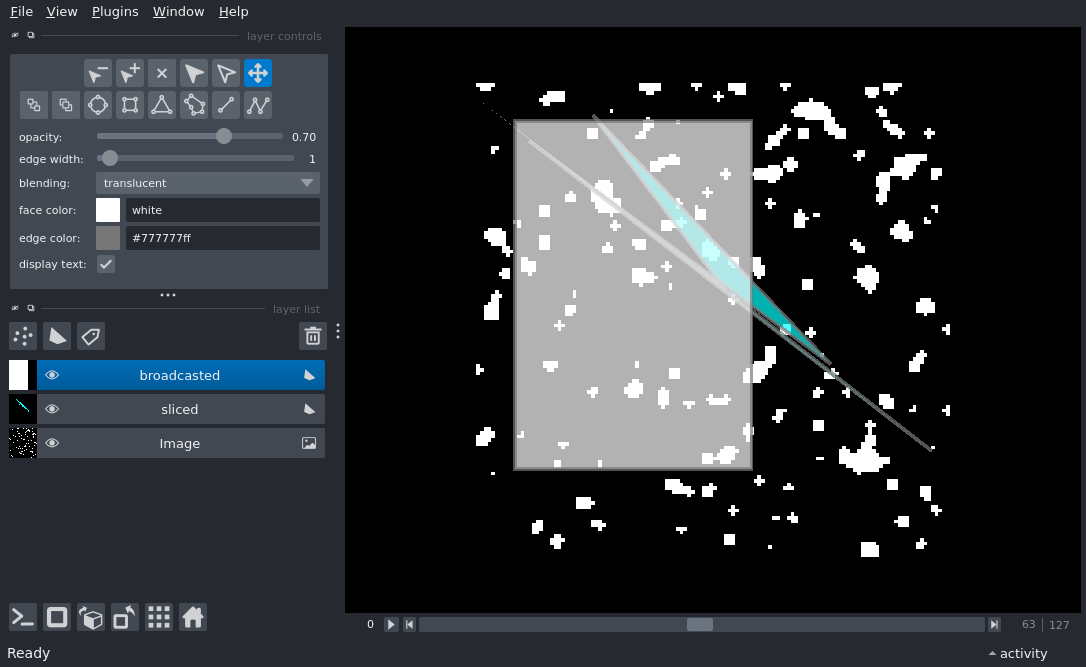 File View Plugins Window Help
layer controls
opacity: 0.70
edge width: 1
blending: translucent
face color: white
edge color: #777777ff
display text:
layer list
broadcasted
sliced
Image
0 63 127
Ready activity